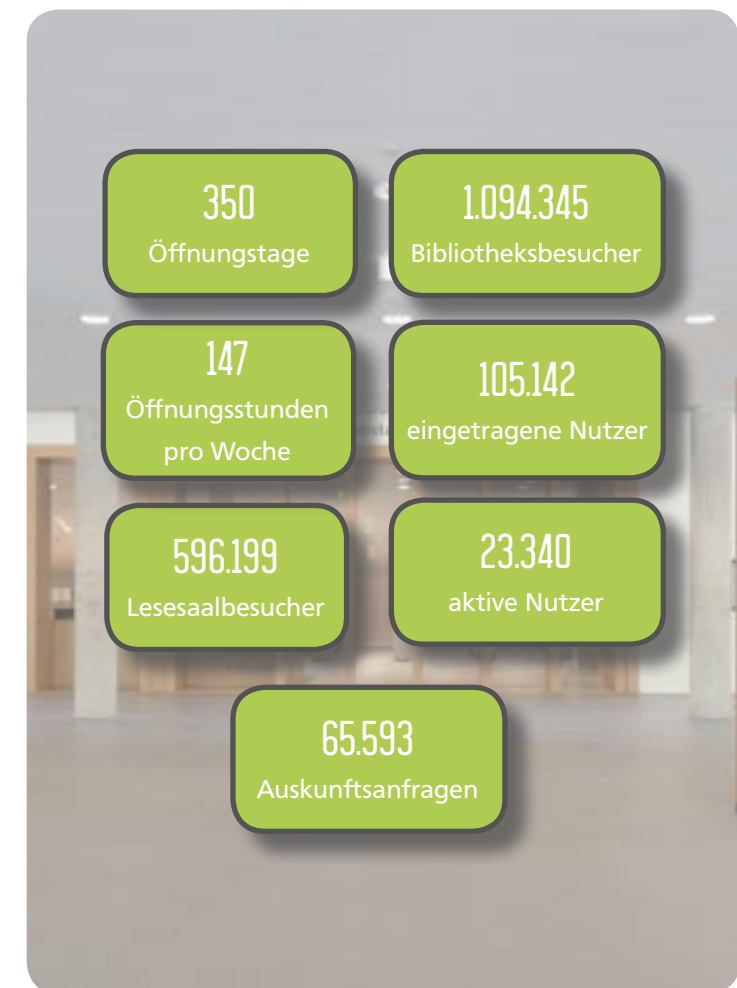 350
Öffnungstage
1.094.345
Bibliotheksbesucher
147
Öffnungsstunden
pro Woche
105.142
eingetragene Nutzer
596.199
Lesesaalbesucher
23.340
aktive Nutzer
65.593
Auskunftsanfragen